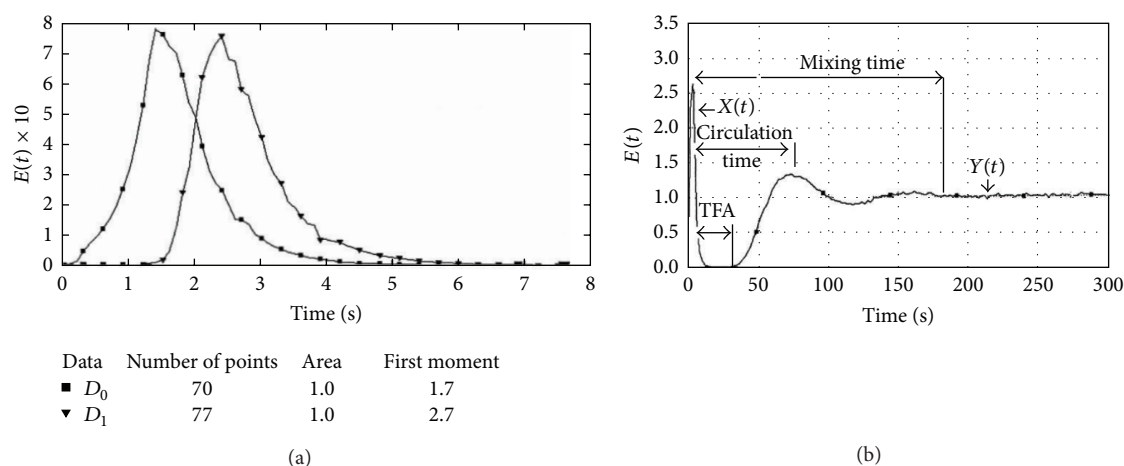 8
7
6
5
4
3
2
1
0
E(t) × 10
0 1 2 3 4 5 6 7 8
Time (s)
Data Number of points Area First moment
D0 70 1.0 1.7
D1 77 1.0 2.7
(a)
3.5
3.0
2.5
2.0
1.5
1.0
0.5
0.0
E(t)
Mixing time
X(t)
Circulation
time
Y(t)
TFA
0 50 100 150 200 250 300
Time (s)
(b)